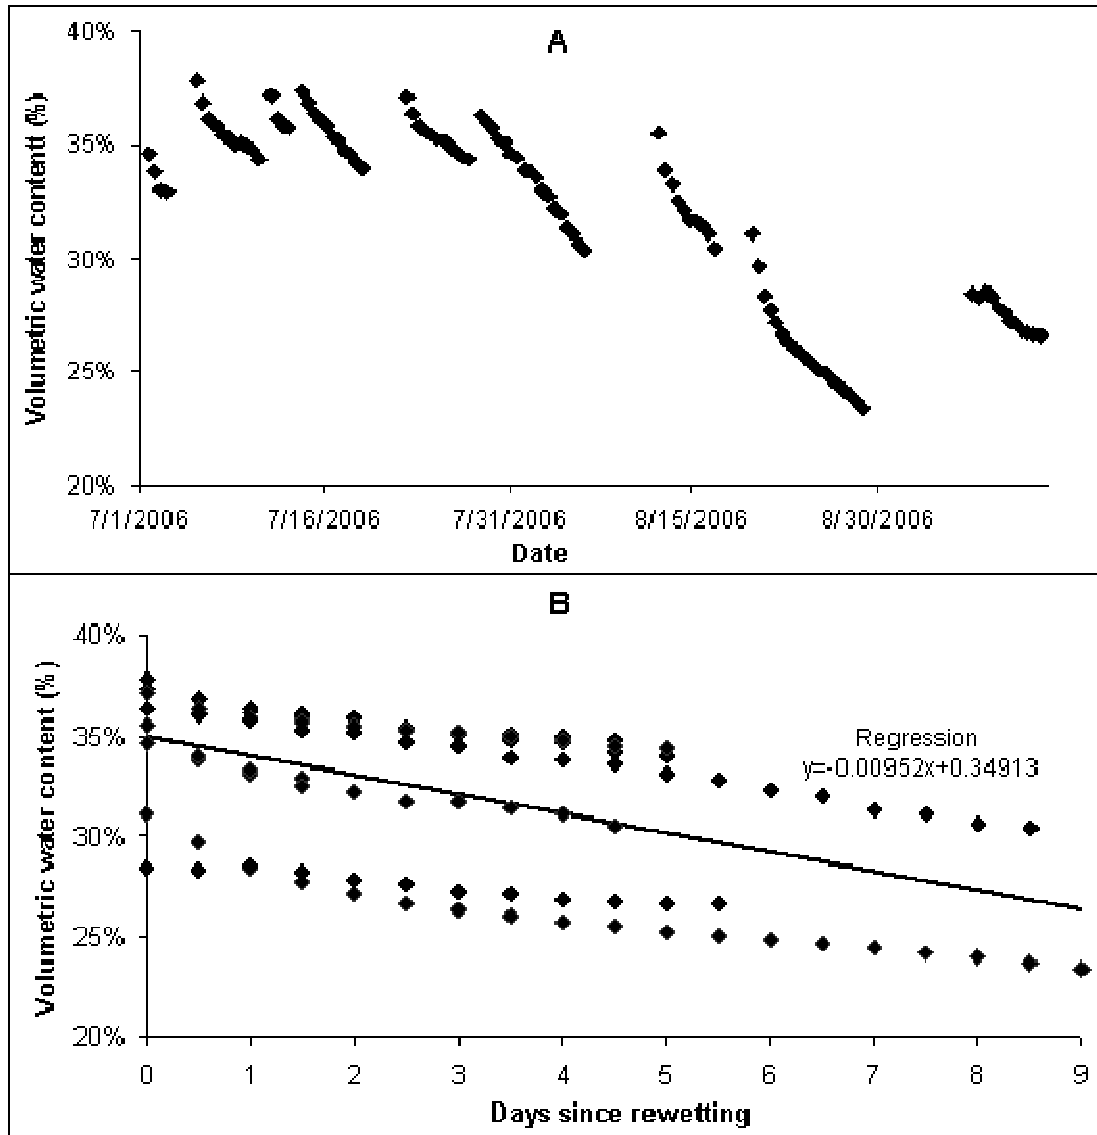 A
40%
35%
30%
25%
20%
Volumetric water contentt (%)
7/1/2006 7/16/2006 7/31/2006 8/15/2006 8/30/2006
Date
B
40%
35%
30%
25%
20%
Volumetric water content (%)
Regression
y=-0.00952x+0.34913
0 1 2 3 4 5 6 7 8 9
Days since rewetting